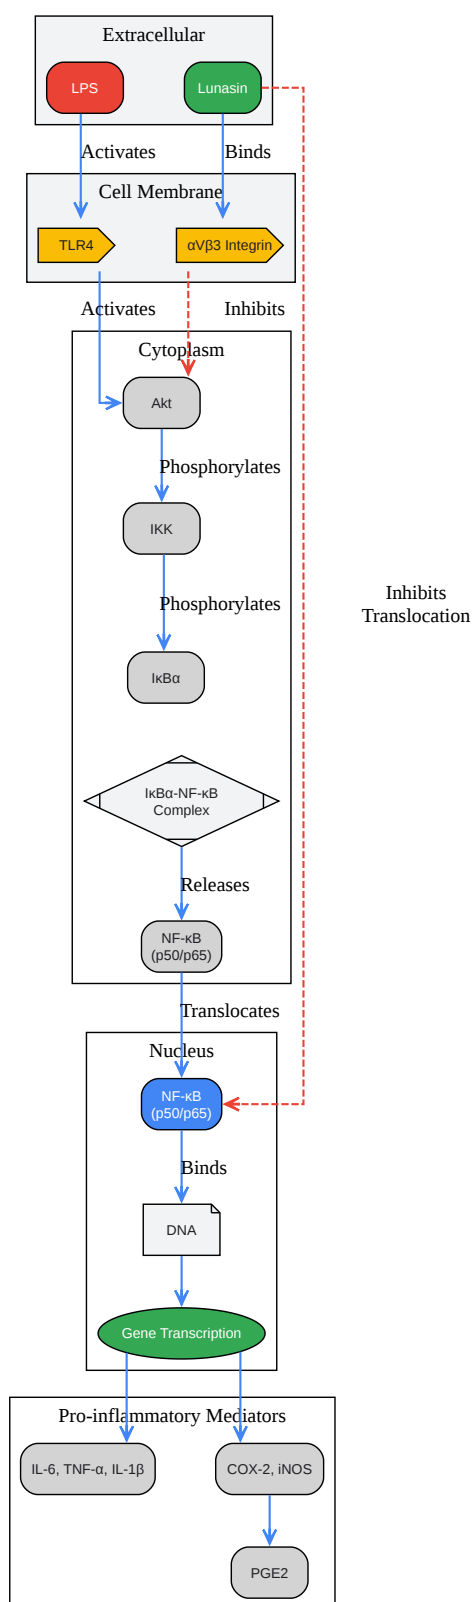 Extracellular
LPS
Lunasin
Activates
Binds
Cell Membrane
TLR4
αVβ3 Integrin
Activates
Inhibits
Cytoplasm
Akt
Phosphorylates
IKK
Inhibits
Translocation
Phosphorylates
IκBα
IκBα-NF-κB
Complex
Releases
NF-κB
(p50/p65)
Translocates
Nucleus
NF-κB
(p50/p65)
Binds
DNA
Gene Transcription
Pro-inflammatory Mediators
IL-6, TNF-α, IL-1β
COX-2, iNOS
PGE2